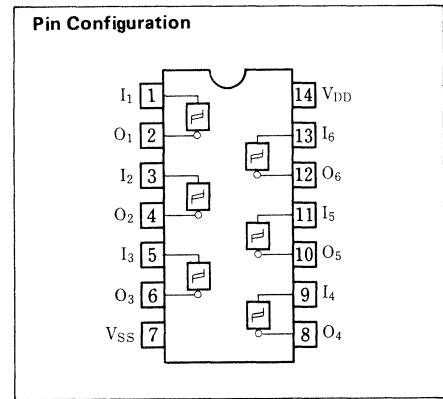 Pin Configuration
I1 1 14 VDD
O1 2 13 I6
I2 3 12 O6
O2 4 11 I5
I3 5 10 O5
O3 6 9 I4
VSS 7 8 O4